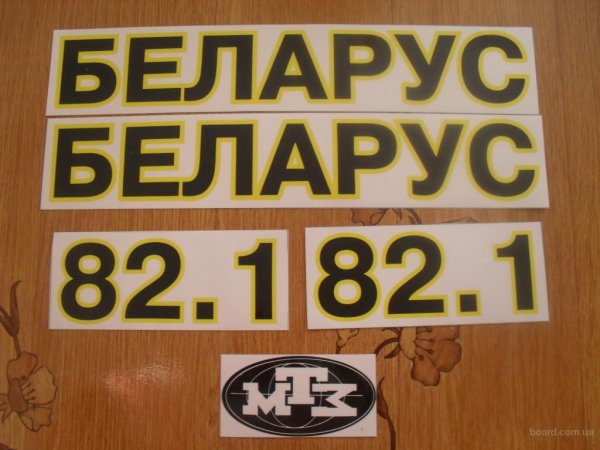 БЕЛАРУС
БЕЛАРУС
82.1 82.1
МТЗ
board.com.ua